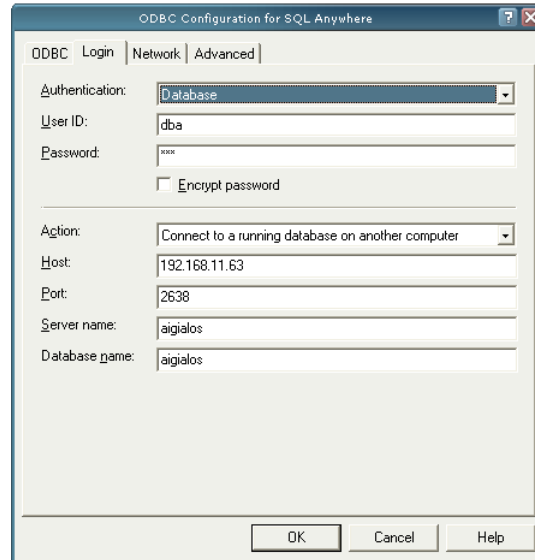 ODBC Configuration for SQL Anywhere
ODBC Login Network Advanced
Authentication: Database
User ID: dba
Password: ***
Encrypt password
Action: Connect to a running database on another computer
Host: 192.168.11.63
Port: 2638
Server name: aigialos
Database name: aigialos
OK Cancel Help